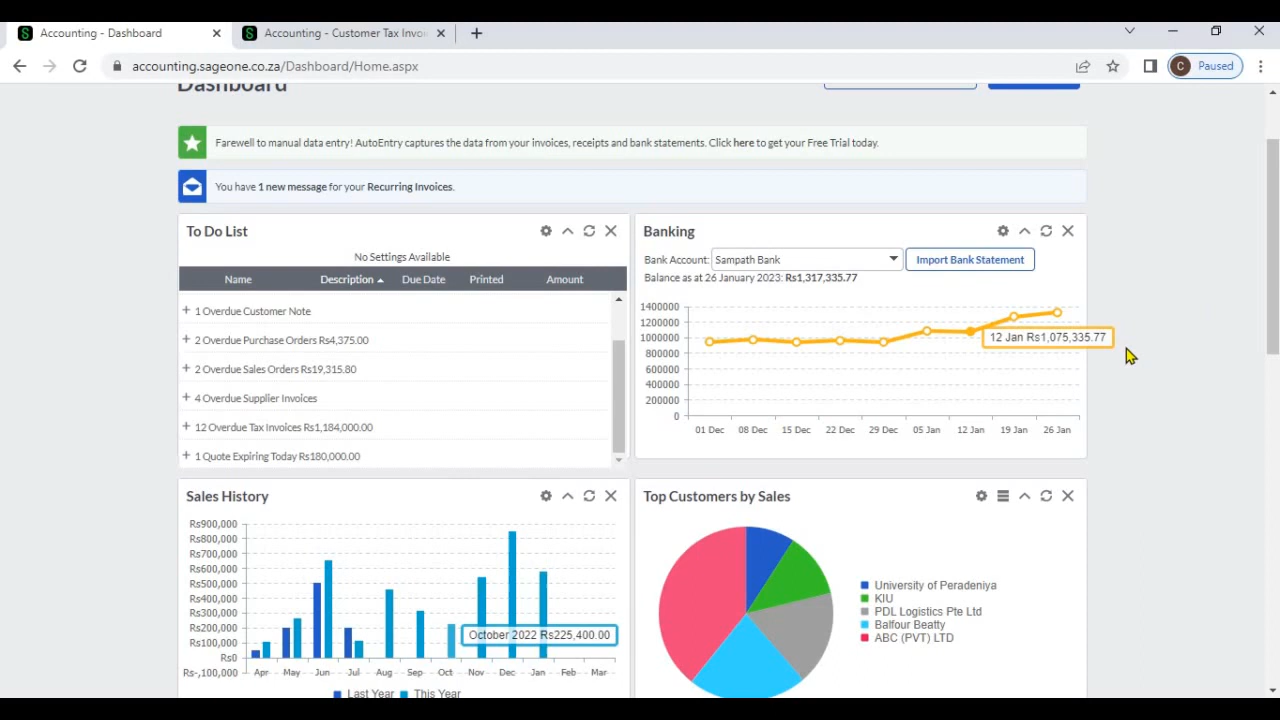 Accounting - Dashboard
Accounting - Customer Tax Invoi
accounting.sageone.co.za/Dashboard/Home.aspx
C Paused
Dashboard
Farewell to manual data entry! AutoEntry captures the data from your invoices, receipts and bank statements. Click here to get your Free Trial today.
You have 1 new message for your Recurring Invoices.
To Do List
No Settings Available
Name Description Due Date Printed Amount
+ 1 Overdue Customer Note
+ 2 Overdue Purchase Orders Rs4,375.00
+ 2 Overdue Sales Orders Rs19,315.80
+ 4 Overdue Supplier Invoices
+ 12 Overdue Tax Invoices Rs1,184,000.00
+ 1 Quote Expiring Today Rs180,000.00
Banking
Bank Account: Sampath Bank Import Bank Statement
Balance as at 26 January 2023: Rs1,317,335.77
1400000
1200000
1000000
800000
600000
400000
200000
0
12 Jan Rs1,075,335.77
01 Dec 08 Dec 15 Dec 22 Dec 29 Dec 05 Jan 12 Jan 19 Jan 26 Jan
Sales History
Rs900,000
Rs800,000
Rs700,000
Rs600,000
Rs500,000
Rs400,000
Rs300,000
Rs200,000
Rs100,000
Rs0
Rs-,100,000
October 2022 Rs225,400.00
Apr May Jun Jul Aug Sep Oct Nov Dec Jan Feb Mar
Last Year This Year
Top Customers by Sales
University of Peradeniya
KIU
PDL Logistics Pte Ltd
Balfour Beatty
ABC (PVT) LTD